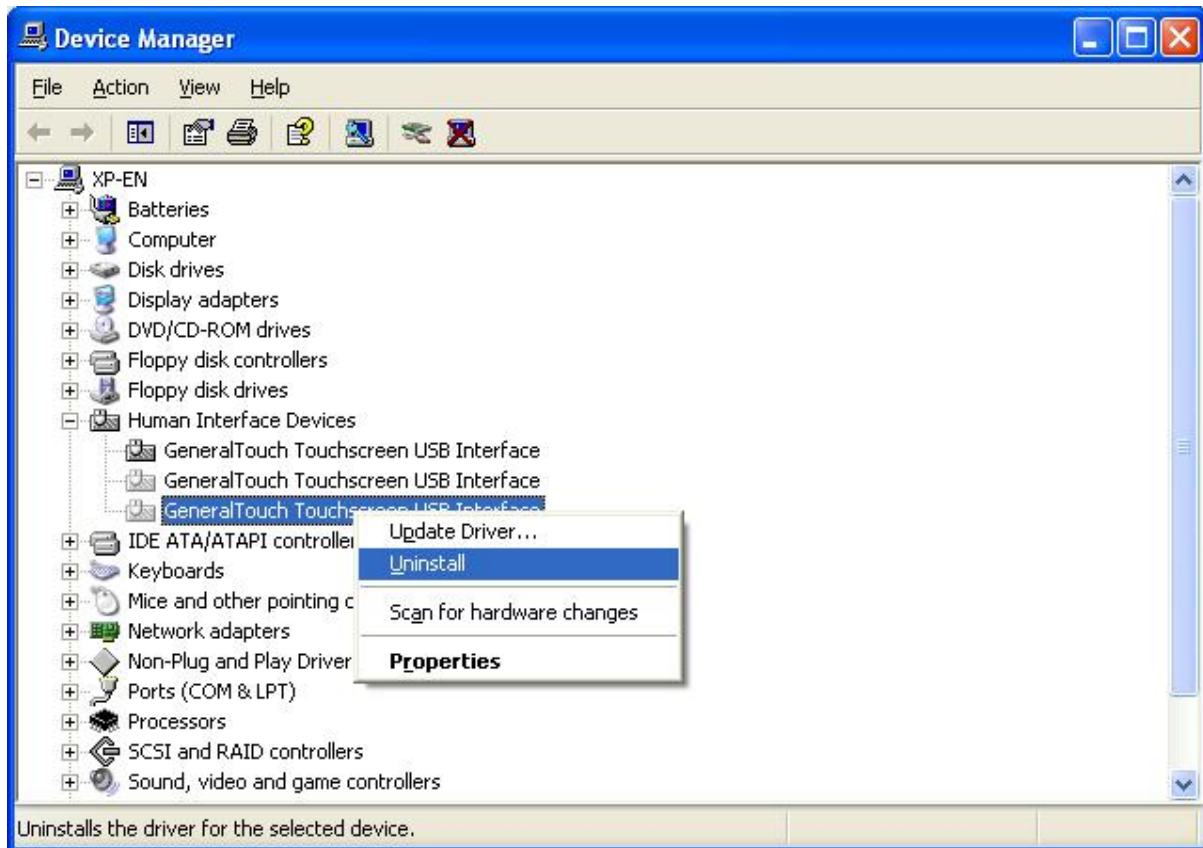 Device Manager
File Action View Help
XP-EN
Batteries
Computer
Disk drives
Display adapters
DVD/CD-ROM drives
Floppy disk controllers
Floppy disk drives
Human Interface Devices
GeneralTouch Touchscreen USB Interface
GeneralTouch Touchscreen USB Interface
GeneralTouch Touchscreen USB Interface
Update Driver...
IDE ATA/ATAPI controller
Uninstall
Keyboards
Mice and other pointing
Scan for hardware changes
Network adapters
Non-Plug and Play Driver
Properties
Ports (COM & LPT)
Processors
SCSI and RAID controllers
Sound, video and game controllers
Uninstalls the driver for the selected device.